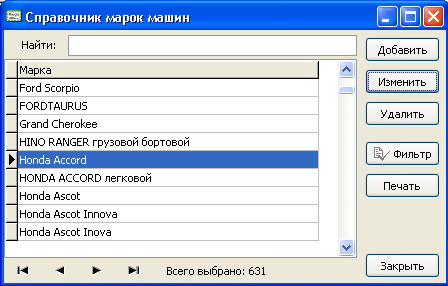 Справочник марок машин
Найти:
Добавить
Изменить
Удалить
Фильтр
Печать
Закрыть
Марка
Ford Scorpio
FORDTAURUS
Grand Cherokee
HINO RANGER грузовой бортовой
Honda Accord
HONDA ACCORD легковой
Honda Ascot
Honda Ascot Innova
Honda Ascot Inova
Всего выбрано: 631